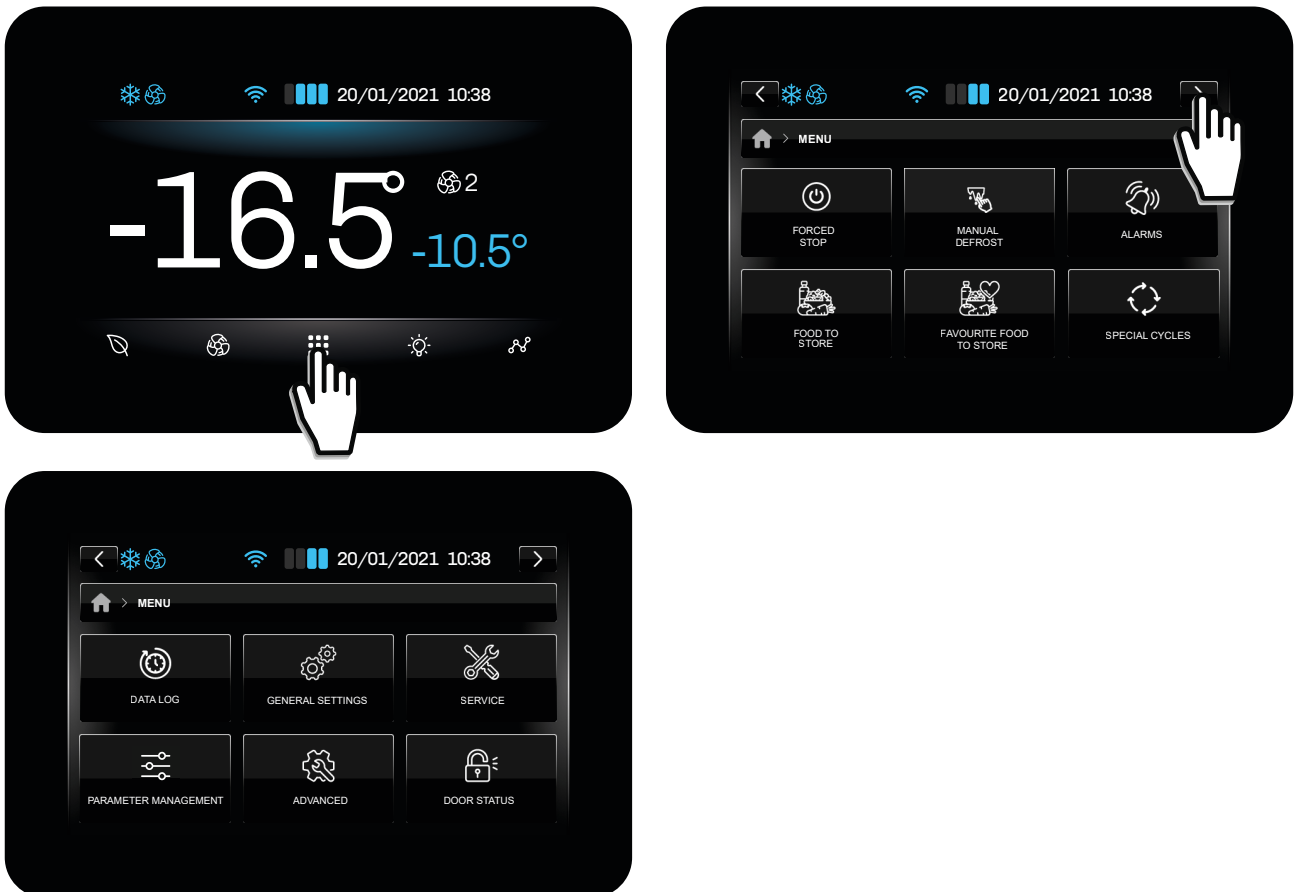 20/01/2021 10:38
-16.5°
2
-10.5°
20/01/2021 10:38
> MENU
FORCED
STOP
MANUAL
DEFROST
ALARMS
FOOD TO
STORE
FAVOURITE FOOD
TO STORE
SPECIAL CYCLES
20/01/2021 10:38
> MENU
DATA LOG
GENERAL SETTINGS
SERVICE
PARAMETER MANAGEMENT
ADVANCED
DOOR STATUS